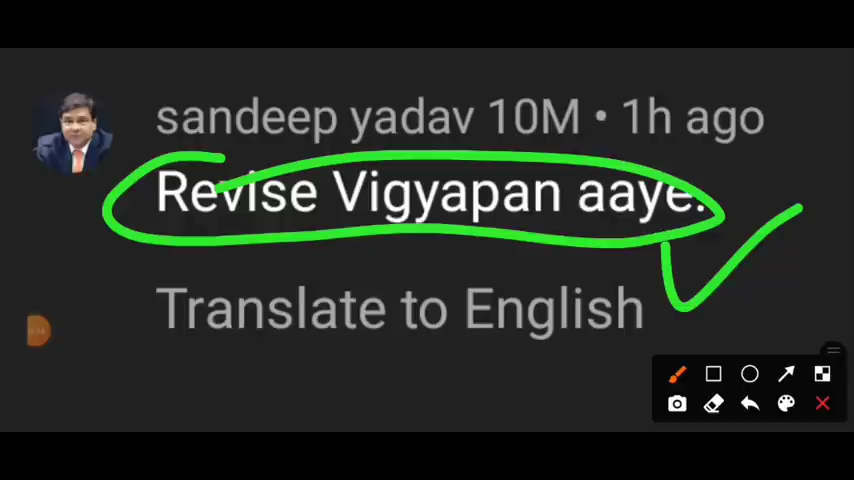 sandeep yadav 10M • 1h ago
Revise Vigyapan aaye.
Translate to English